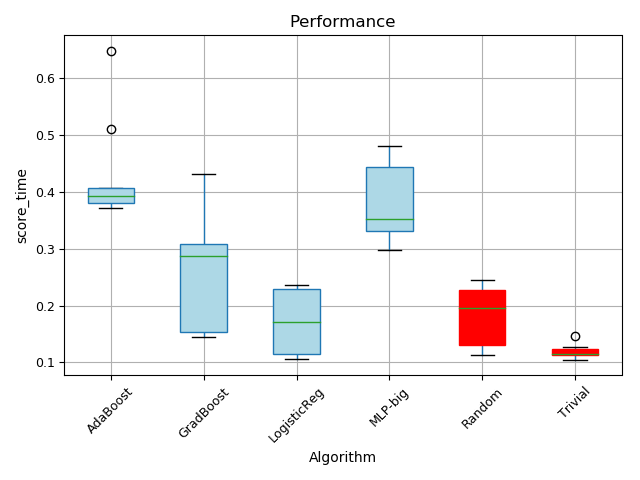 Performance
score_time
0.6
0.5
0.4
0.3
0.2
0.1
AdaBoost
GradBoost
LogisticReg
MLP-big
Random
Trivial
Algorithm